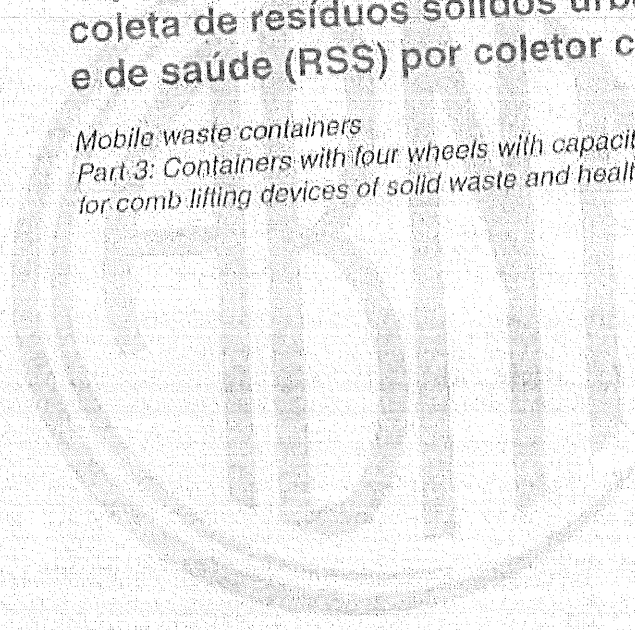 coleta de resíduos sólidos
e de saúde (RSS) por coletor c
Mobile waste containers
Part 3: Containers with four wheels with capacit
for comb lifting devices of solid waste and healt